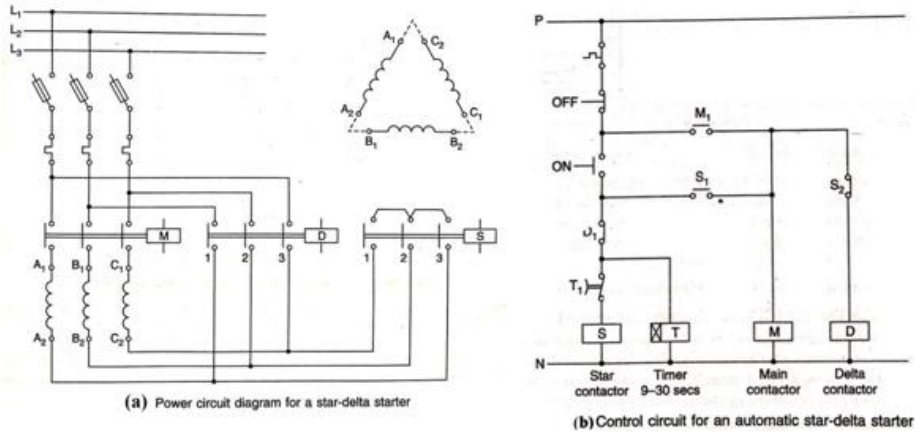 L1
L2
L3
A1 C2
A2 C1
B1 B2
M D S
1 2 3 1 2 3
A1 B1 C1
A2 B2 C2
(a) Power circuit diagram for a star-delta starter
P
OFF
M1
ON
S1
S2
T1
S T M D
N
Star contactor
Timer 9–30 secs
Main contactor
Delta contactor
(b) Control circuit for an automatic star-delta starter